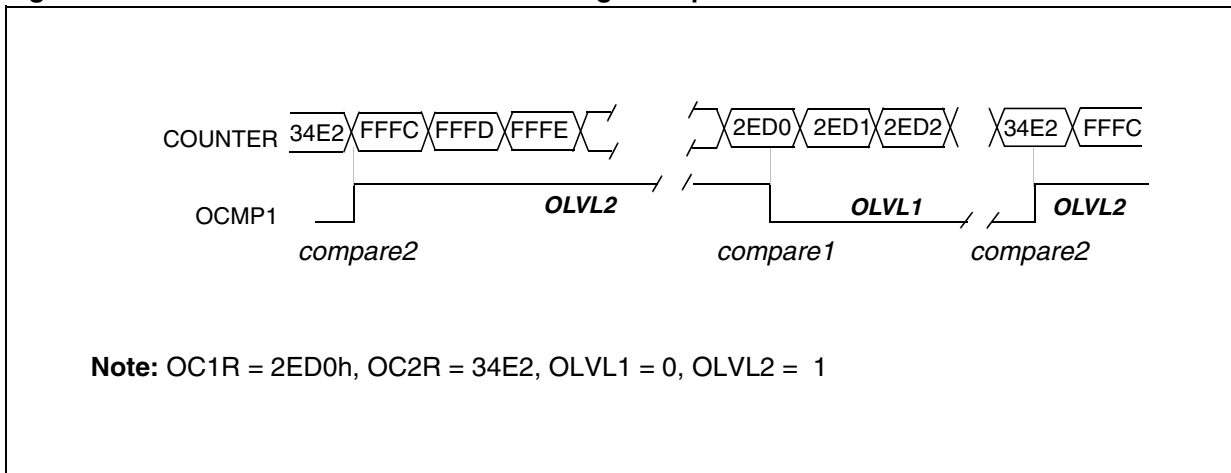 COUNTER 34E2 FFFC FFFD FFFE 2ED0 2ED1 2ED2 34E2 FFFC
OCMP1 OLVL2 OLVL1 OLVL2
compare2 compare1 compare2
Note: OC1R = 2ED0h, OC2R = 34E2, OLVL1 = 0, OLVL2 = 1